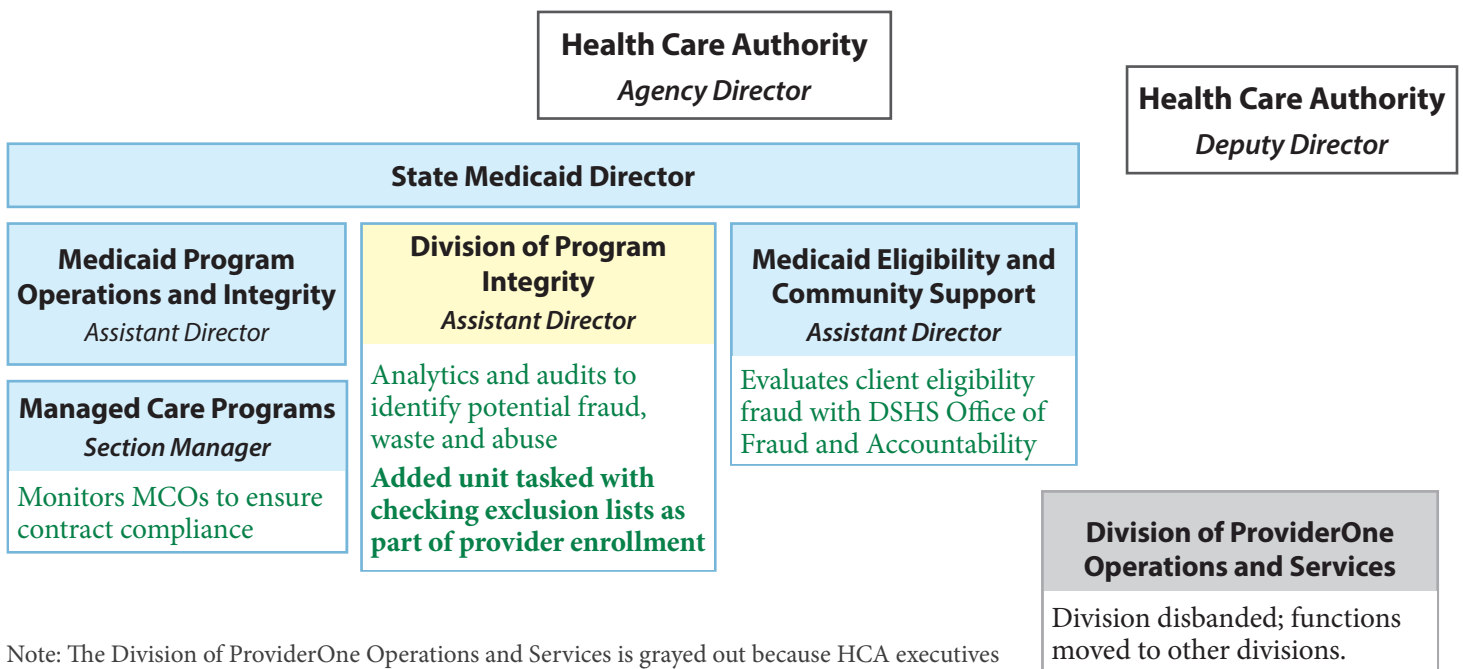 Health Care Authority
Agency Director
Health Care Authority
Deputy Director
State Medicaid Director
Medicaid Program
Operations and Integrity
Assistant Director
Managed Care Programs
Section Manager
Monitors MCOs to ensure
contract compliance
Division of Program
Integrity
Assistant Director
Analytics and audits to
identify potential fraud,
waste and abuse
Added unit tasked with
checking exclusion lists as
part of provider enrollment
Medicaid Eligibility and
Community Support
Assistant Director
Evaluates client eligibility
fraud with DSHS Office of
Fraud and Accountability
Division of ProviderOne
Operations and Services
Division disbanded; functions
moved to other divisions.
Note: The Division of ProviderOne Operations and Services is grayed out because HCA executives